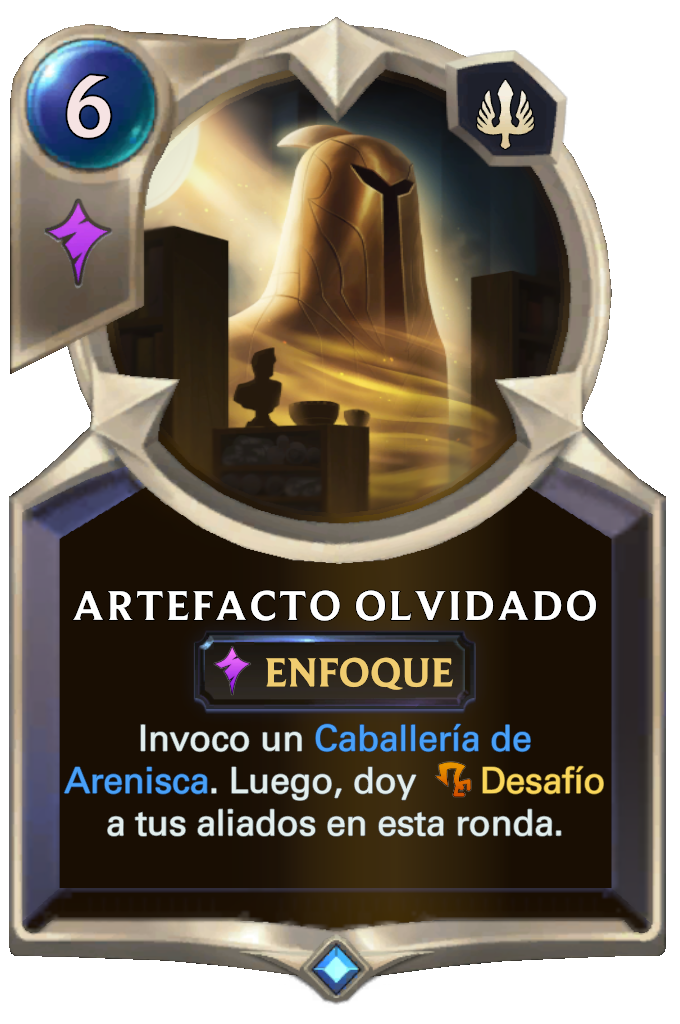 6
ARTEFACTO OLVIDADO
ENFOQUE
Invoco un Caballería de
Arenisca. Luego, doy Desafío
a tus aliados en esta ronda.